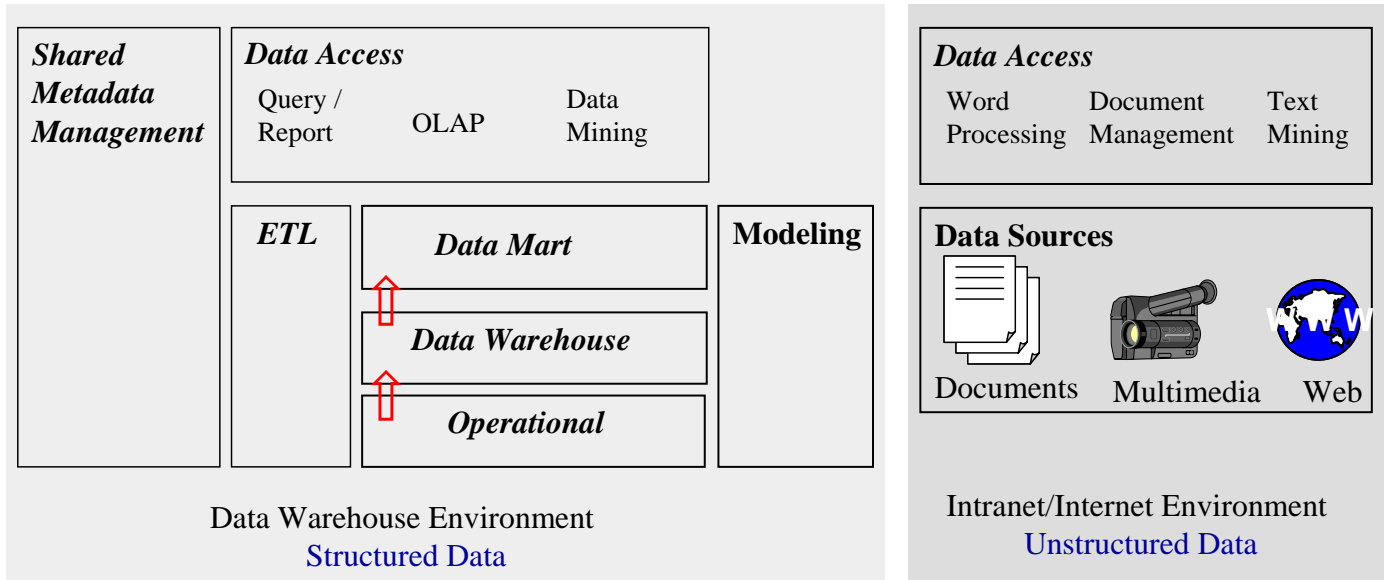 Shared
Metadata
Management
Data Access
Query /
Report
OLAP
Data
Mining
ETL
Data Mart
Data Warehouse
Operational
Modeling
Data Warehouse Environment
Structured Data
Data Access
Word
Processing
Document
Management
Text
Mining
Data Sources
W W W
Documents
Multimedia
Web
Intranet/Internet Environment
Unstructured Data